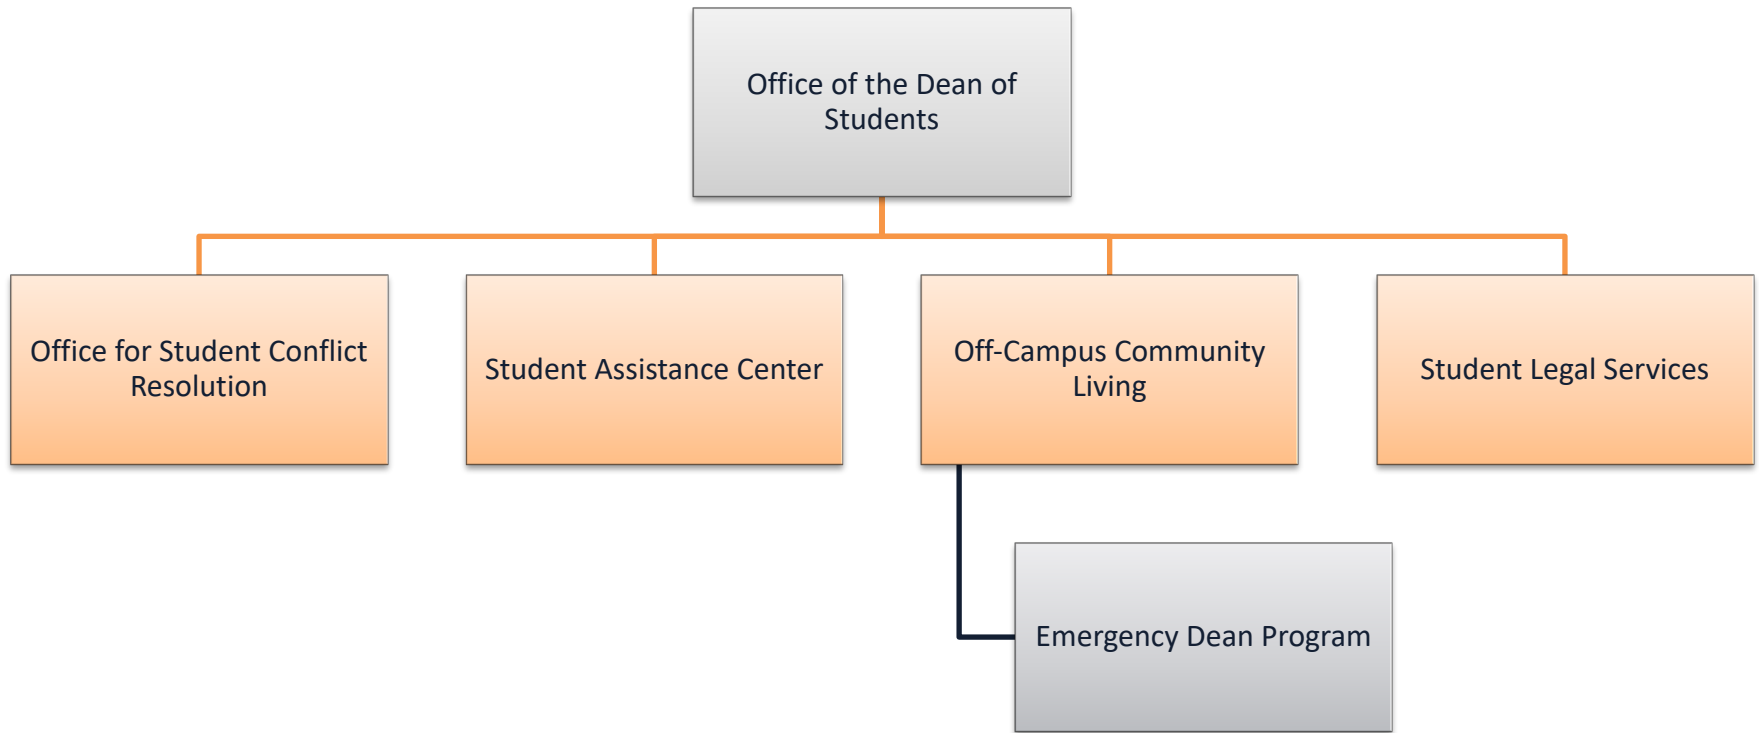 Office of the Dean of
Students
Office for Student Conflict
Resolution
Student Assistance Center
Off-Campus Community
Living
Student Legal Services
Emergency Dean Program